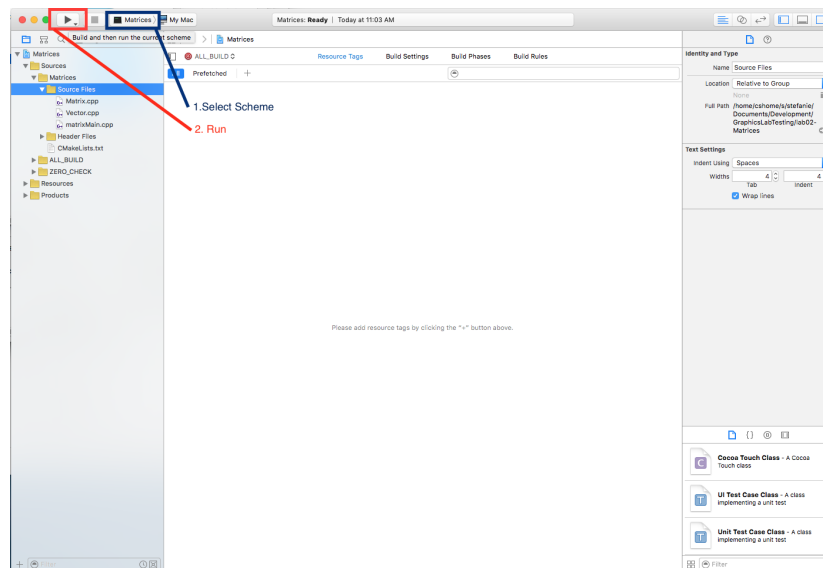 Matrices
My Mac
Matrices: Ready | Today at 11:03 AM
Build and then run the current scheme
Matrices
Matrices
Sources
Matrices
Source Files
Matrix.cpp
Vector.cpp
matrixMain.cpp
Header Files
CMakeLists.txt
ALL_BUILD
ZERO_CHECK
Resources
Products
Filter
ALL_BUILD
Resource Tags
Build Settings
Build Phases
Build Rules
Prefetched
1.Select Scheme
2. Run
Please add resource tags by clicking the "+" button above.
Identity and Type
Name Source Files
Location Relative to Group
None
Full Path /home/cshome/s/stefanie/
Documents/Development/
GraphicsLabTesting/lab02-
Matrices
Text Settings
Indent Using Spaces
Widths 4 4
Tab Indent
Wrap lines
Cocoa Touch Class - A Cocoa
Touch class
UI Test Case Class - A class
implementing a unit test
Unit Test Case Class - A class
implementing a unit test
Filter